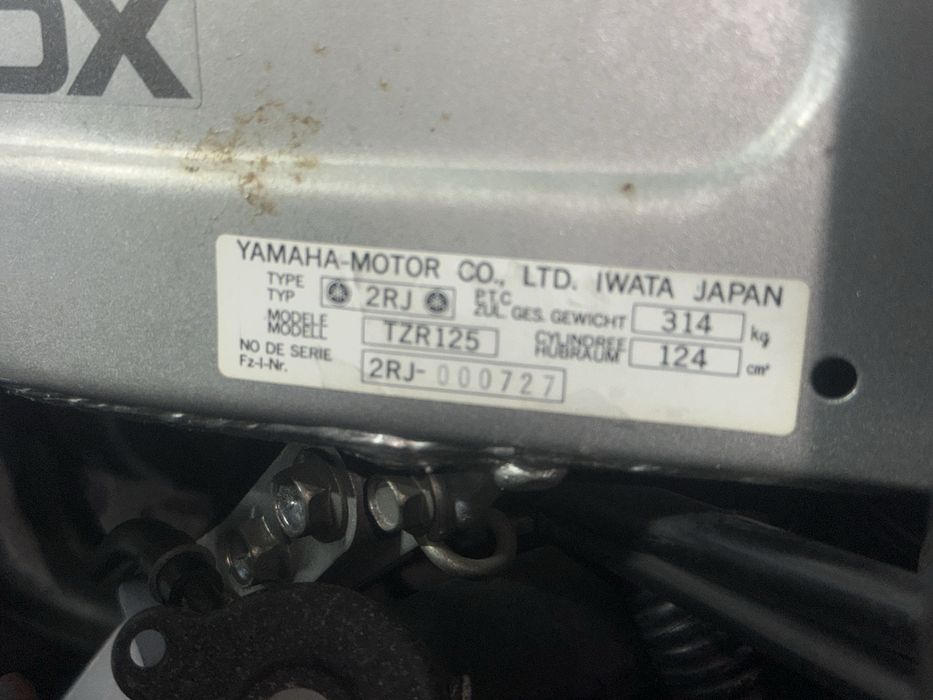 OX
YAMAHA-MOTOR CO., LTD. IWATA JAPAN
TYPE
TYP
2RJ
PTC
ZUL. GES. GEWICHT
314
kg
MODELE
MODELL
TZR125
CYLINDREE
HUBRAUM
124
cm³
NO DE SERIE
Fz-I-Nr.
2RJ-000727